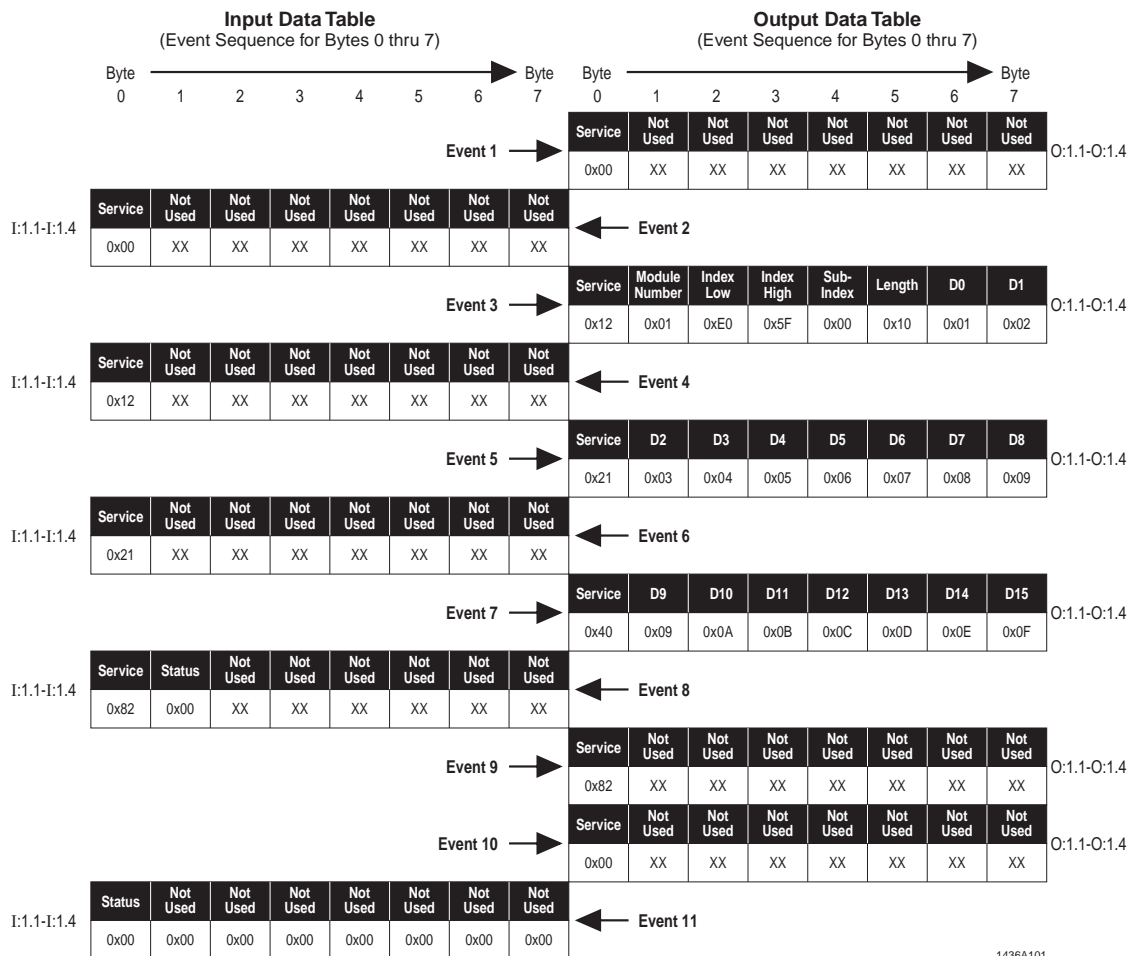 Input Data Table
(Event Sequence for Bytes 0 thru 7)
Output Data Table
(Event Sequence for Bytes 0 thru 7)
Byte Byte Byte Byte
0 1 2 3 4 5 6 7 0 1 2 3 4 5 6 7
Event 1
Service Not Used Not Used Not Used Not Used Not Used Not Used Not Used
0x00 XX XX XX XX XX XX XX
O:1.1-O:1.4
I:1.1-I:1.4
Service Not Used Not Used Not Used Not Used Not Used Not Used Not Used
0x00 XX XX XX XX XX XX XX
Event 2
Event 3
Service Module Number Index Low Index High Sub-Index Length D0 D1
0x12 0x01 0xE0 0x5F 0x00 0x10 0x01 0x02
O:1.1-O:1.4
I:1.1-I:1.4
Service Not Used Not Used Not Used Not Used Not Used Not Used Not Used
0x12 XX XX XX XX XX XX XX
Event 4
Event 5
Service D2 D3 D4 D5 D6 D7 D8
0x21 0x03 0x04 0x05 0x06 0x07 0x08 0x09
O:1.1-O:1.4
I:1.1-I:1.4
Service Not Used Not Used Not Used Not Used Not Used Not Used Not Used
0x21 XX XX XX XX XX XX XX
Event 6
Event 7
Service D9 D10 D11 D12 D13 D14 D15
0x40 0x09 0x0A 0x0B 0x0C 0x0D 0x0E 0x0F
O:1.1-O:1.4
I:1.1-I:1.4
Service Status Not Used Not Used Not Used Not Used Not Used Not Used
0x82 0x00 XX XX XX XX XX XX
Event 8
Event 9
Service Not Used Not Used Not Used Not Used Not Used Not Used Not Used
0x82 XX XX XX XX XX XX XX
O:1.1-O:1.4
Event 10
Service Not Used Not Used Not Used Not Used Not Used Not Used Not Used
0x00 XX XX XX XX XX XX XX
O:1.1-O:1.4
I:1.1-I:1.4
Status Not Used Not Used Not Used Not Used Not Used Not Used Not Used
0x00 0x00 0x00 0x00 0x00 0x00 0x00 0x00
Event 11
1436A101